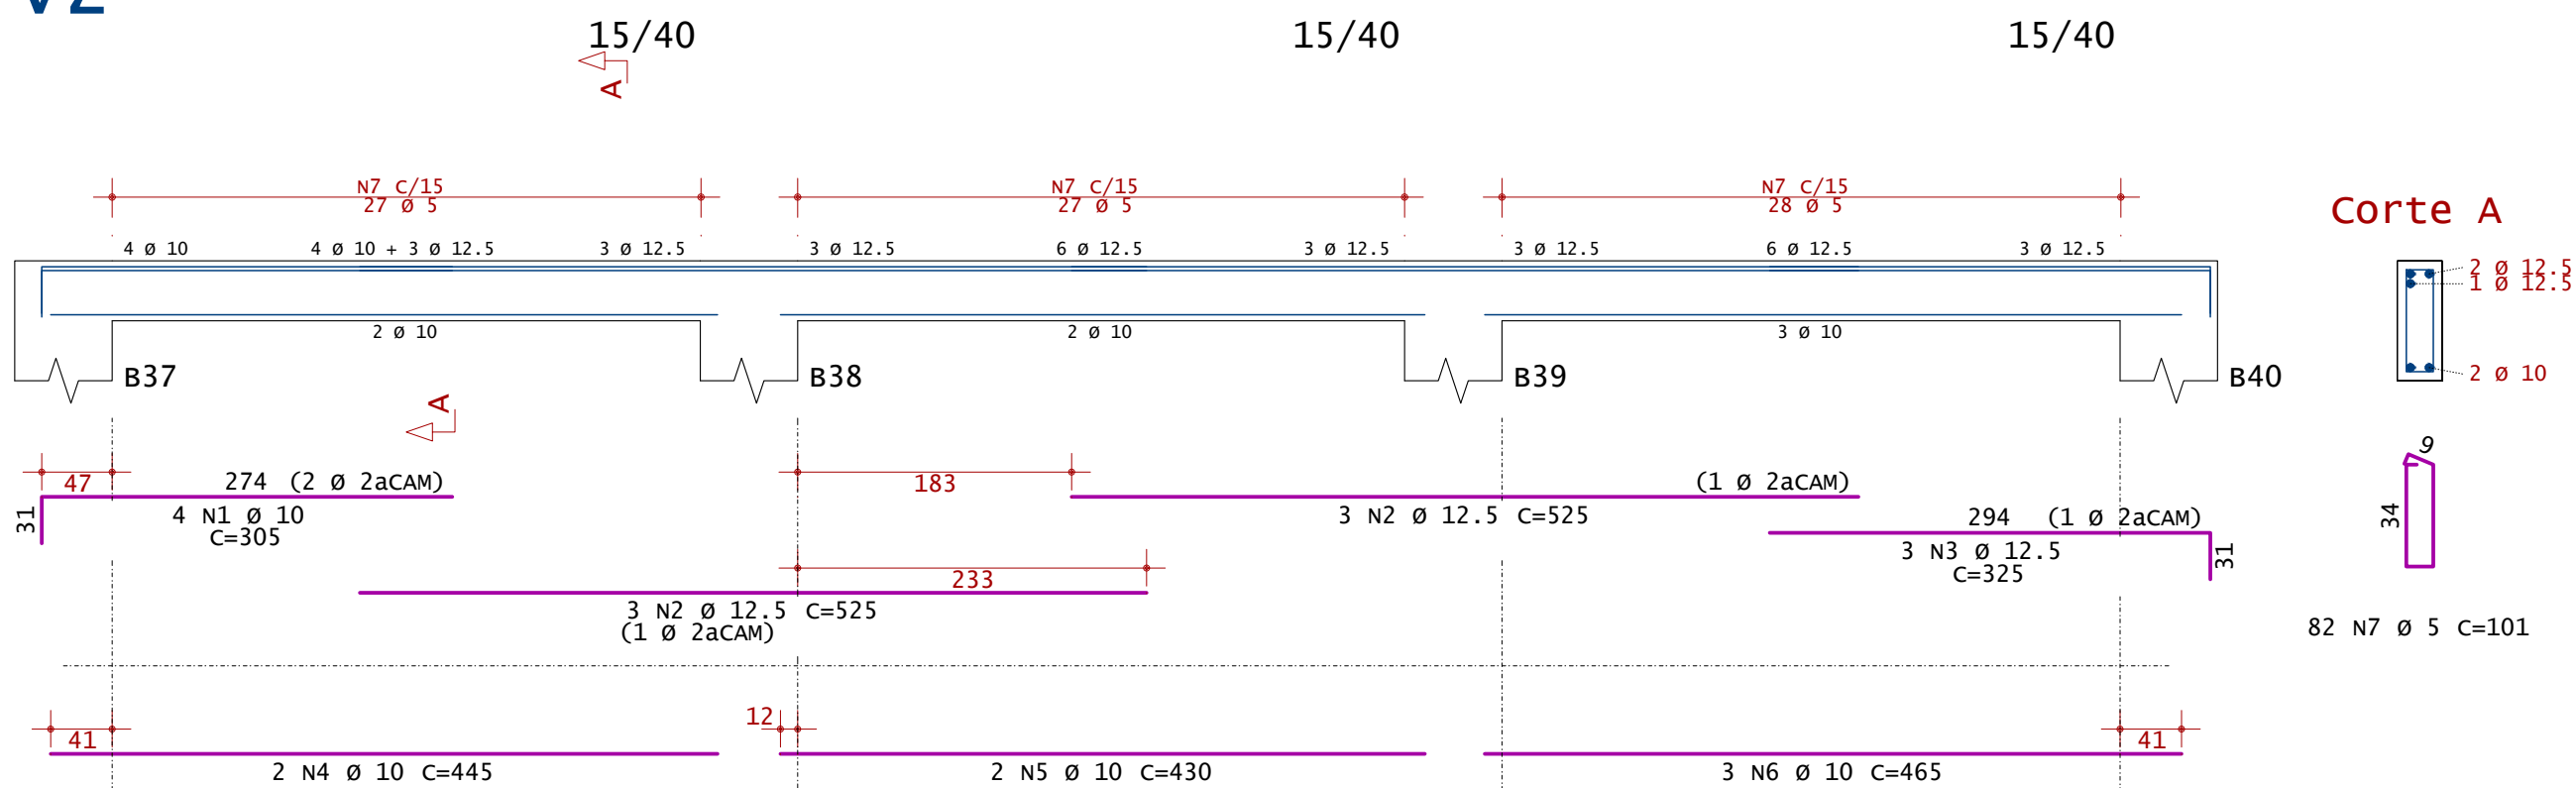 15/40 15/40 15/40
A
N7 C/15 N7 C/15 N7 C/15
27 Ø 5 27 Ø 5 28 Ø 5
Corte A
4 Ø 10 4 Ø 10 + 3 Ø 12.5 3 Ø 12.5 3 Ø 12.5 6 Ø 12.5 3 Ø 12.5 3 Ø 12.5 6 Ø 12.5 3 Ø 12.5
2 Ø 12.5
1 Ø 12.5
2 Ø 10 2 Ø 10 3 Ø 10
B37 B38 B39 B40
2 Ø 10
A
47 274 (2 Ø 2aCAM) 183 (1 Ø 2aCAM)
31 4 N1 Ø 10 3 N2 Ø 12.5 C=525
C=305
294 (1 Ø 2aCAM)
3 N3 Ø 12.5 31
C=325
9
34
233
3 N2 Ø 12.5 C=525
(1 Ø 2aCAM)
82 N7 Ø 5 C=101
41 12 41
2 N4 Ø 10 C=445 2 N5 Ø 10 C=430 3 N6 Ø 10 C=465